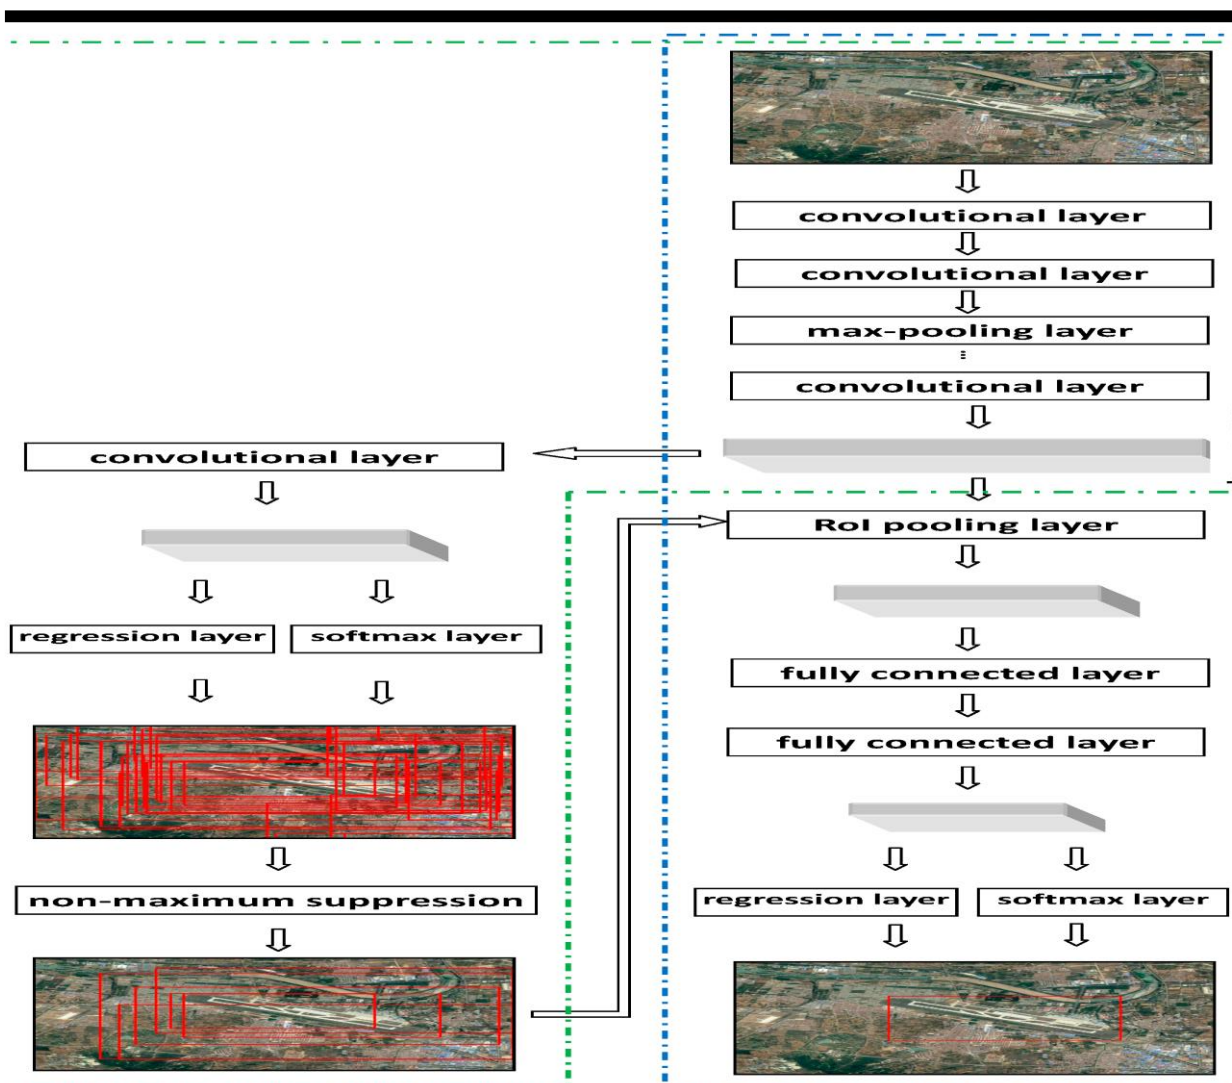 convolutional layer
convolutional layer
max-pooling layer
...
convolutional layer
convolutional layer
regression layer
softmax layer
non-maximum suppression
RoI pooling layer
fully connected layer
fully connected layer
regression layer
softmax layer